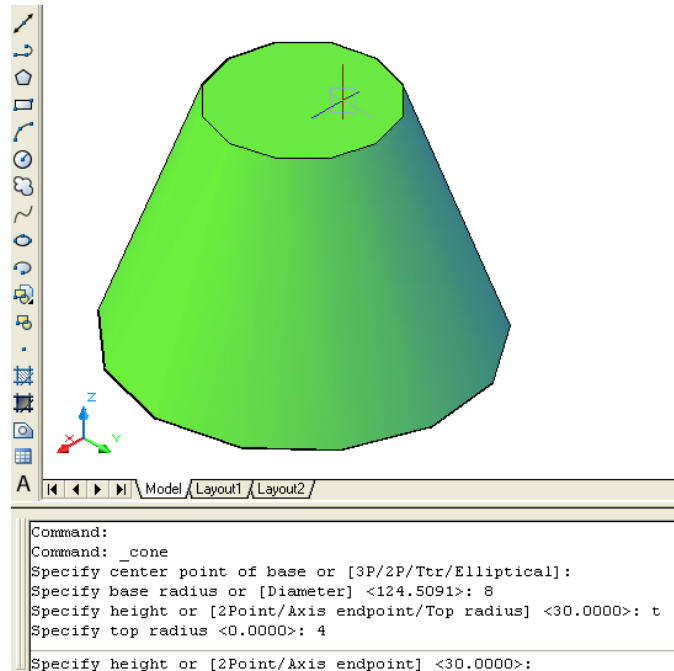 Z
X
Y
A
Model Layout1 Layout2
Command:
Command: _cone
Specify center point of base or [3P/2P/Ttr/Elliptical]:
Specify base radius or [Diameter] <124.5091>: 8
Specify height or [2Point/Axis endpoint/Top radius] <30.0000>: t
Specify top radius <0.0000>: 4
Specify height or [2Point/Axis endpoint] <30.0000>: